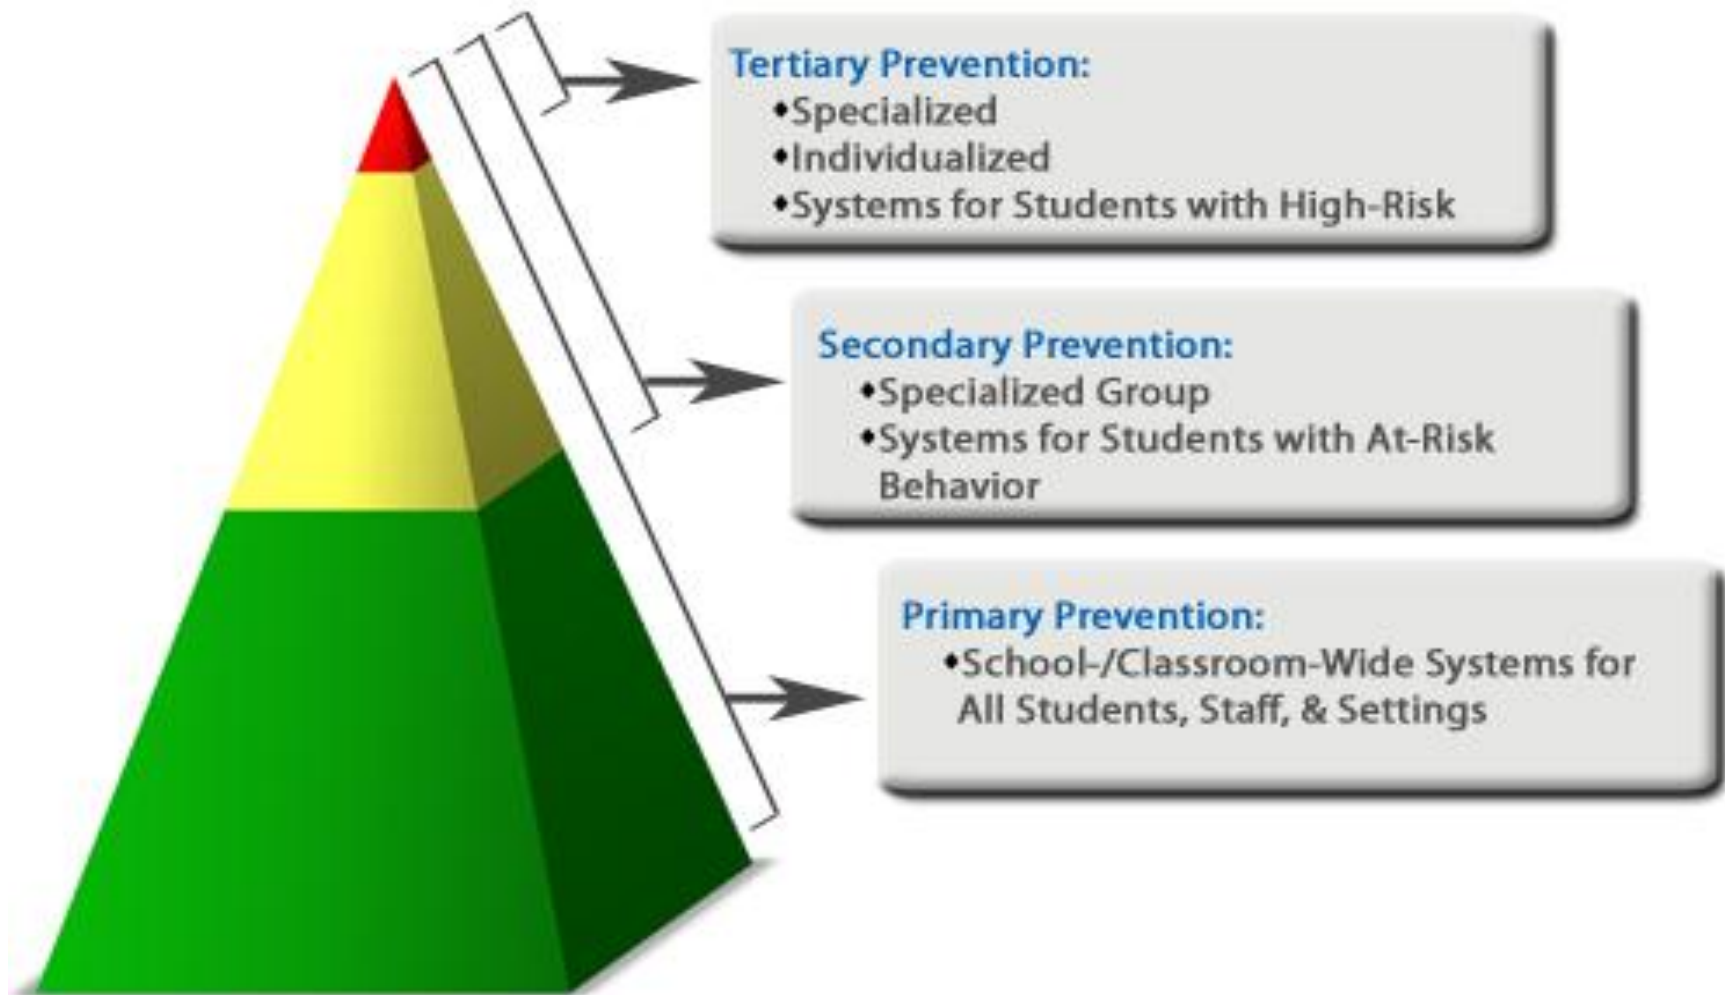 Tertiary Prevention:
♦Specialized
♦Individualized
♦Systems for Students with High-Risk
Secondary Prevention:
♦Specialized Group
♦Systems for Students with At-Risk
Behavior
Primary Prevention:
♦School-/Classroom-Wide Systems for
All Students, Staff, & Settings